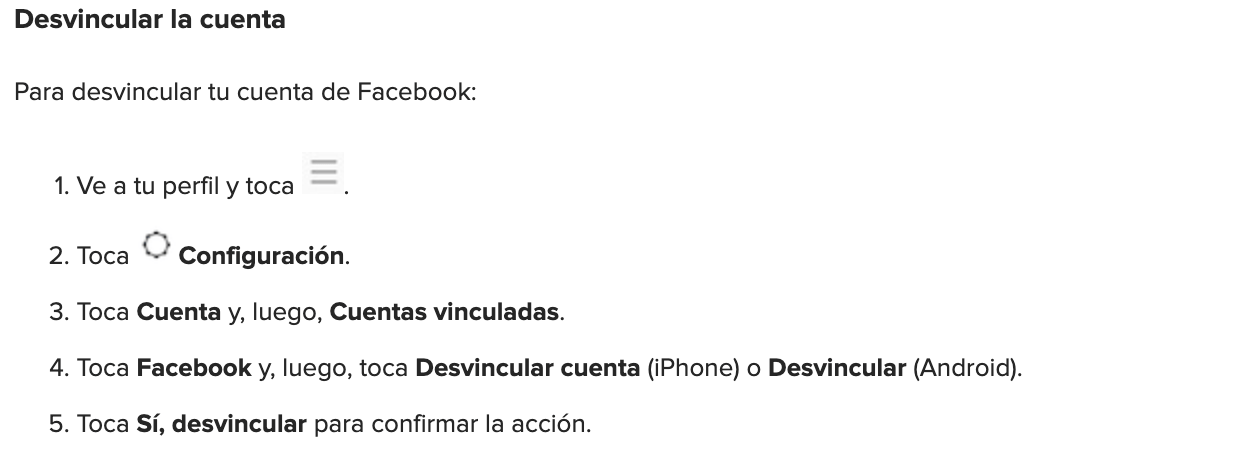 Desvincular la cuenta
Para desvincular tu cuenta de Facebook:
1. Ve a tu perfil y toca .
2. Toca Configuración.
3. Toca Cuenta y, luego, Cuentas vinculadas.
4. Toca Facebook y, luego, toca Desvincular cuenta (iPhone) o Desvincular (Android).
5. Toca Sí, desvincular para confirmar la acción.